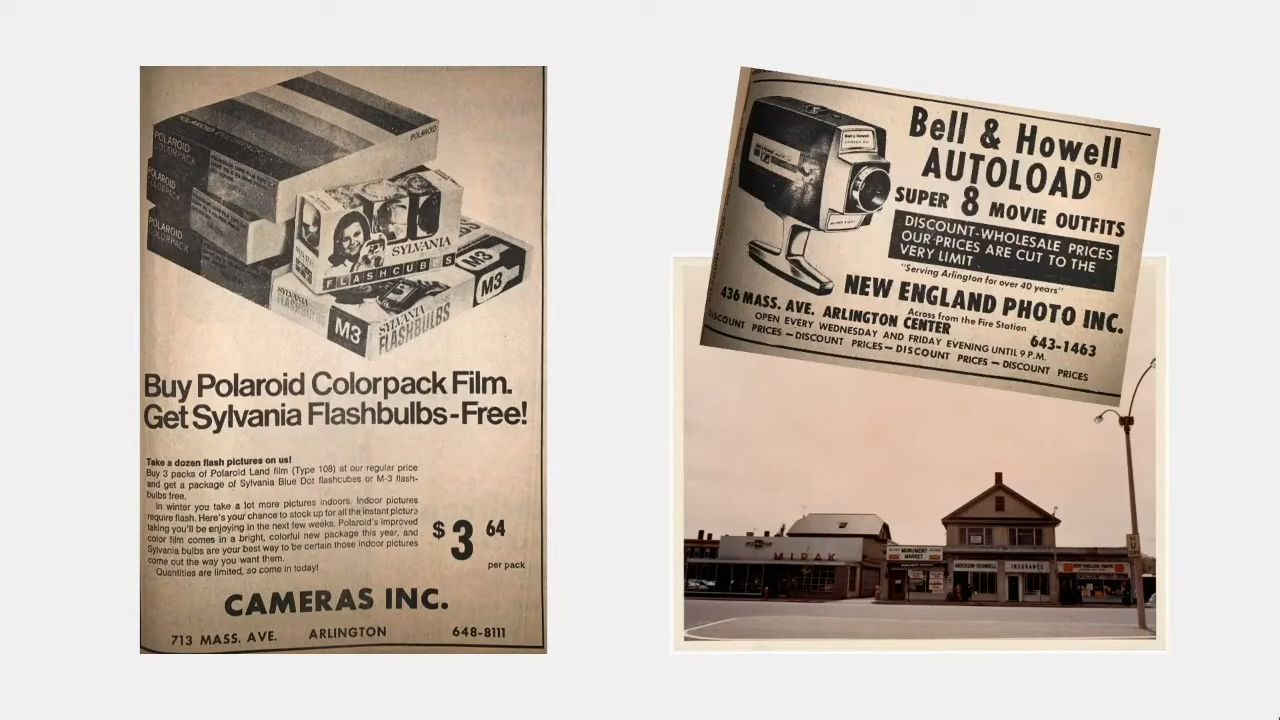 POLAROID
POLAROID COLORPACK
POLAROID
POLAROID
COLORPACK
POLAROID
COLORPACK
SYLVANIA
FLASHCUBES
M3
SYLVANIA
FLASHBULBS
M3
SYLVANIA
FLASHBULBS
Buy Polaroid Colorpack Film.
Get Sylvania Flashbulbs-Free!
Take a dozen flash pictures on us!
Buy 3 packs of Polaroid Land film (Type 108) at our regular price
and get a package of Sylvania Blue Dot flashcubes or M-3 flash-
bulbs free.
In winter you take a lot more pictures indoors. Indoor pictures
require flash. Here's your chance to stock up for all the instant picture
taking you'll be enjoying in the next few weeks. Polaroid's improved
color film comes in a bright, colorful new package this year, and
Sylvania bulbs are your best way to be certain those indoor pictures
come out the way you want them.
Quantities are limited, so come in today!
$3 64
per pack
CAMERAS INC.
713 MASS. AVE. ARLINGTON 648-8111
Bell & Howell
AUTOLOAD®
SUPER 8 MOVIE OUTFITS
DISCOUNT-WHOLESALE PRICES
OUR PRICES ARE CUT TO THE
VERY LIMIT
"Serving Arlington for over 40 years"
NEW ENGLAND PHOTO INC.
436 MASS. AVE. ARLINGTON CENTER
Across from the Fire Station
643-1463
OPEN EVERY WEDNESDAY AND FRIDAY EVENING UNTIL 9 P.M.
DISCOUNT PRICES — DISCOUNT PRICES — DISCOUNT PRICES — DISCOUNT PRICES
MIRAK
MONUMENT
MARKET
INSURANCE
NEW ENGLAND PHOTO